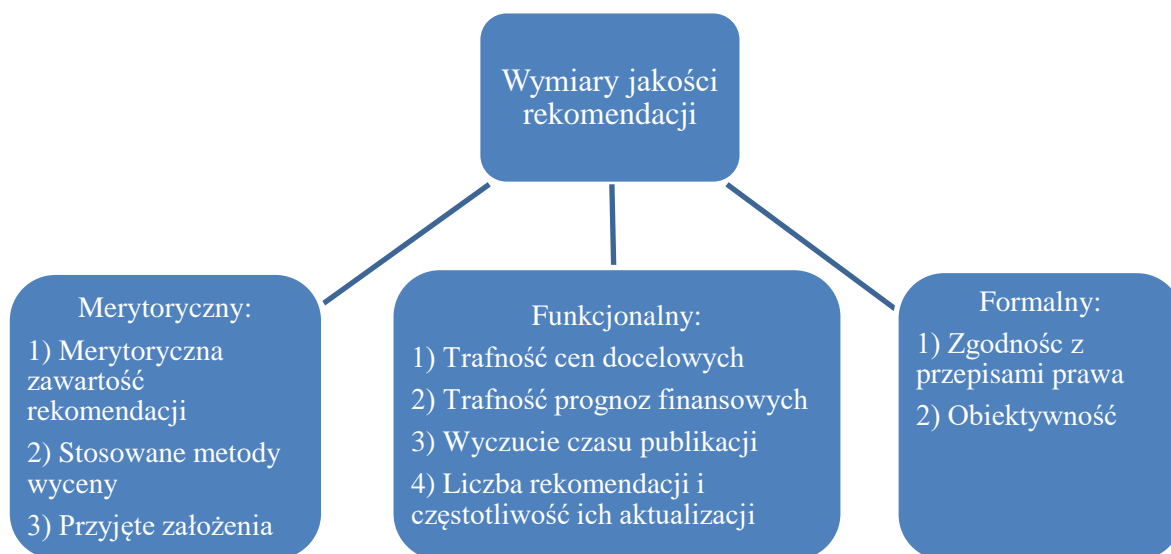 Wymiary jakości
rekomendacji
Merytoryczny:
1) Merytoryczna
zawartość
rekomendacji
2) Stosowane metody
wyceny
3) Przyjęte założenia
Funkcjonalny:
1) Trafność cen docelowych
2) Trafność prognoz finansowych
3) Wyczucie czasu publikacji
4) Liczba rekomendacji i
częstotliwość ich aktualizacji
Formalny:
1) Zgodnośc z
przepisami prawa
2) Obiektywność